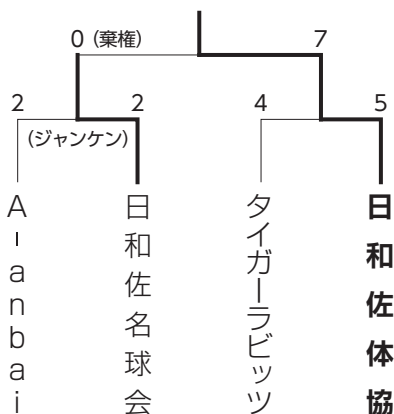 0 (棄権) 7
2 2 4 5
(ジャンケン)
A-anbai
日和佐名球会
タイガーラビッツ
日和佐体協